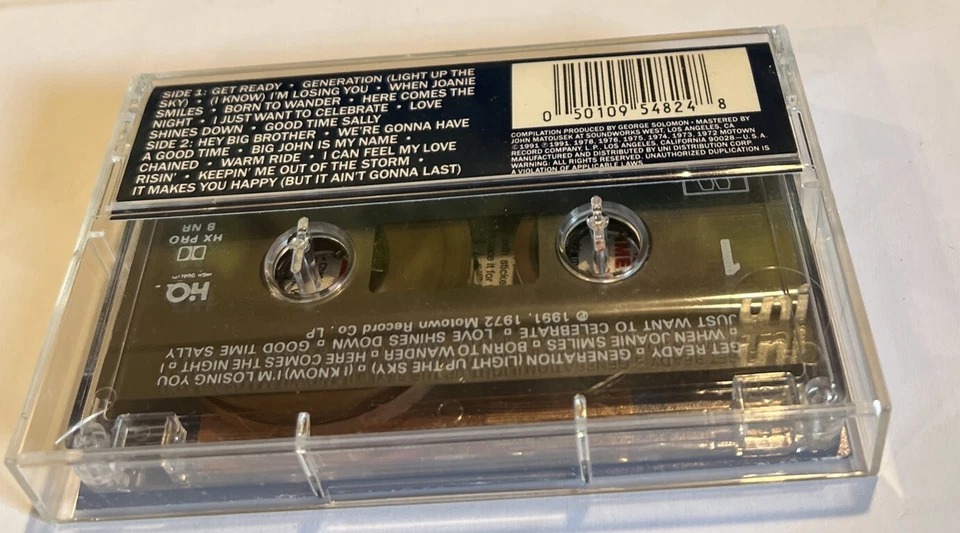 SIDE 1: GET READY • GENERATION (LIGHT UP THE
SKY) • (I KNOW) I'M LOSING YOU • WHEN JOANIE
SMILES • BORN TO WANDER • HERE COMES THE
NIGHT • I JUST WANT TO CELEBRATE • LOVE
SHINES DOWN • GOOD TIME SALLY
SIDE 2: HEY BIG BROTHER • WE'RE GONNA HAVE
A GOOD TIME • BIG JOHN IS MY NAME •
CHAINED • WARM RIDE • I CAN FEEL MY LOVE
RISIN' • KEEPIN' ME OUT OF THE STORM •
IT MAKES YOU HAPPY (BUT IT AIN'T GONNA LAST)
0 50109 54824 8
COMPILATION PRODUCED BY GEORGE SOLOMON • MASTERED BY
JOHN MATOUSEK AT SOUNDWORKS WEST, LOS ANGELES, CA
℗ 1991, 1978, 1976, 1975, 1974, 1973, 1972 MOTOWN
RECORD COMPANY, L.P., LOS ANGELES, CALIFORNIA 90028—U.S.A.
MANUFACTURED AND DISTRIBUTED BY UNI DISTRIBUTION CORP.
WARNING: ALL RIGHTS RESERVED. UNAUTHORIZED DUPLICATION IS
A VIOLATION OF APPLICABLE LAWS
GET READY ▫ GENERATION (LIGHT UP THE SKY) ▫ (I KNOW) I'M LOSING YOU
▫ WHEN JOANIE SMILES ▫ BORN TO WANDER ▫ HERE COMES THE NIGHT ▫ I
JUST WANT TO CELEBRATE ▫ LOVE SHINES DOWN ▫ GOOD TIME SALLY
℗ 1991, 1972 Motown Record Co., LP
1
HQ
HX PRO
B NR